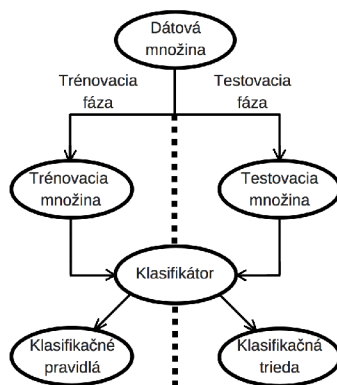 Dátová
množina
Trénovacia
fáza
Testovacia
fáza
Trénovacia
množina
Testovacia
množina
Klasifikátor
Klasifikačné
pravidlá
Klasifikačná
trieda